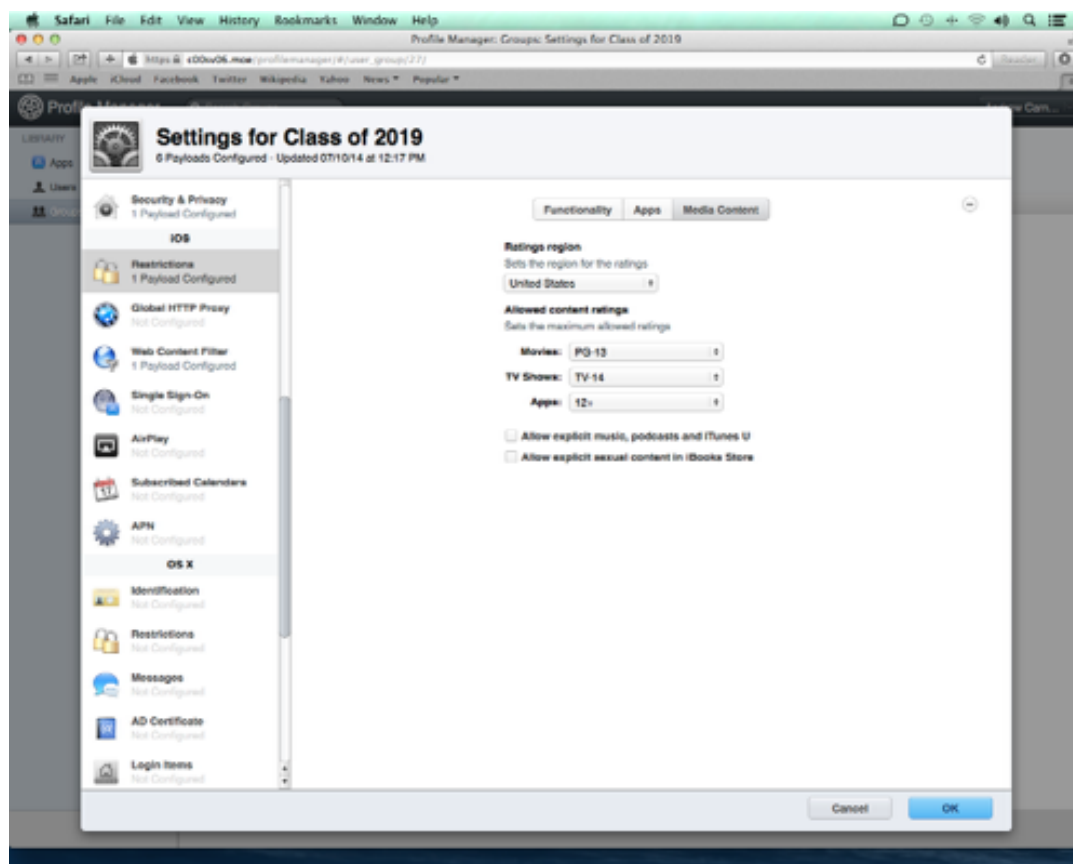 Safari File Edit View History Bookmarks Window Help
Profile Manager: Groups: Settings for Class of 2019
Reader
Apple iCloud Facebook Twitter Wikipedia Yahoo News Popular
LIBRARY
Apps
Users
Settings for Class of 2019
6 Payloads Configured - Updated 07/10/14 at 12:17 PM
Security & Privacy
1 Payload Configured
iOS
Restrictions
1 Payload Configured
Global HTTP Proxy
Not Configured
Web Content Filter
1 Payload Configured
Single Sign-On
Not Configured
AirPlay
Not Configured
Subscribed Calendars
Not Configured
APN
Not Configured
OS X
Identification
Not Configured
Restrictions
Not Configured
Messages
Not Configured
AD Certificate
Not Configured
Login Items
Not Configured
Functionality Apps Media Content
Ratings region
Sets the region for the ratings
United States
Allowed content ratings
Sets the maximum allowed ratings
Movies: PG-13
TV Shows: TV-14
Apps: 12+
Allow explicit music, podcasts and iTunes U
Allow explicit sexual content in iBooks Store
Cancel OK